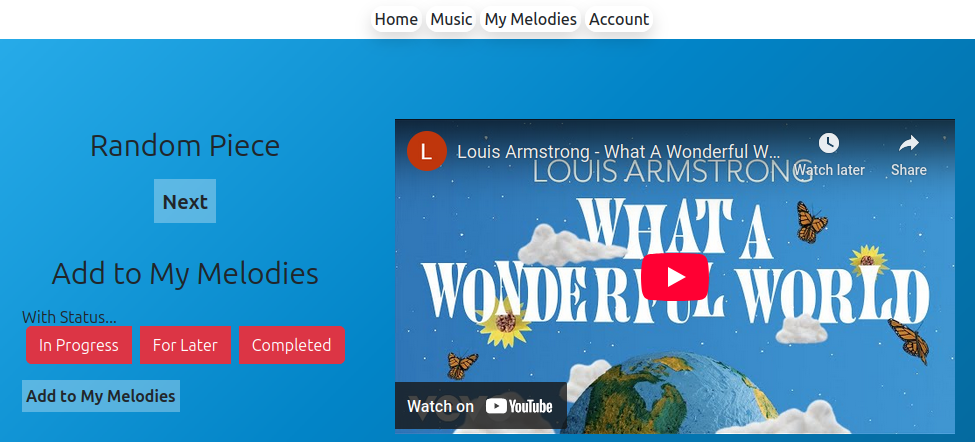 Home Music My Melodies Account
Random Piece
Next
Add to My Melodies
With Status...
In Progress For Later Completed
Add to My Melodies
L Louis Armstrong - What A Wonderful W...
Watch later Share
LOUIS ARMSTRONG
WHAT A
WONDERFUL WORLD
Watch on YouTube